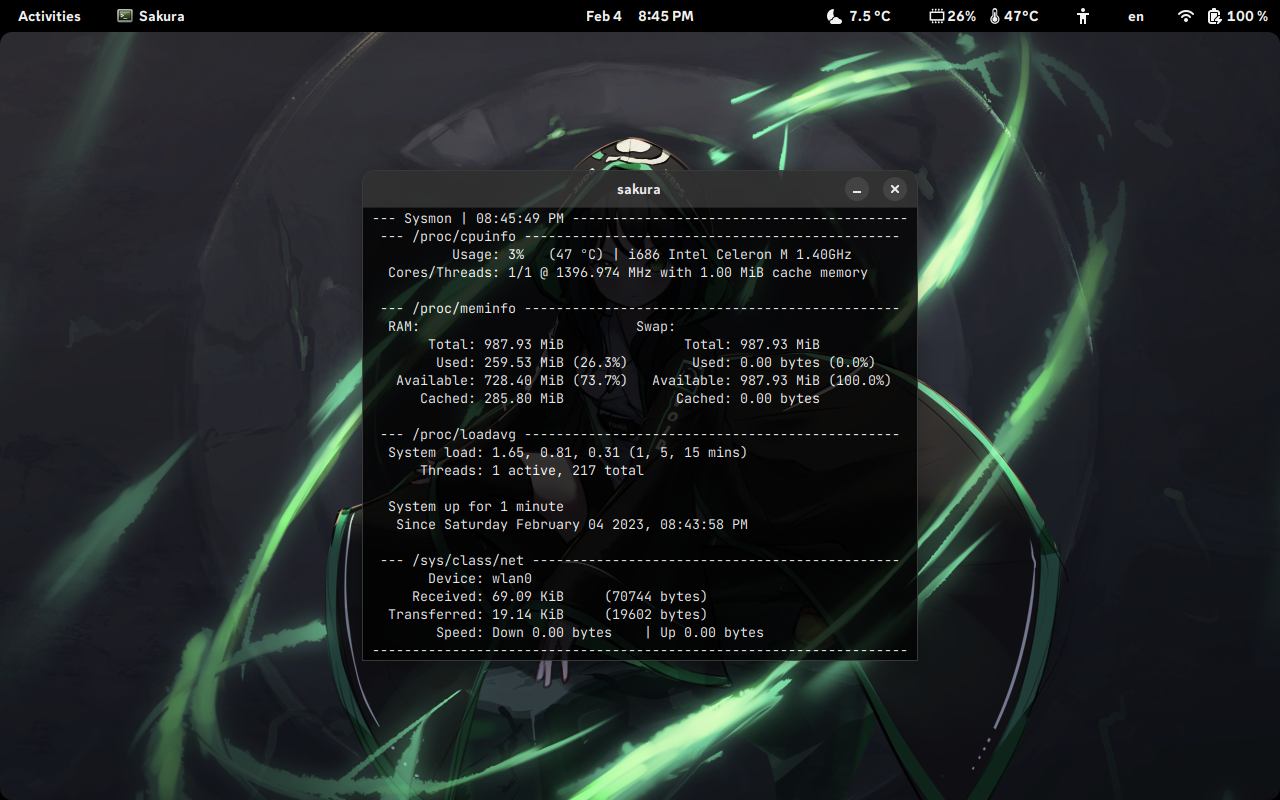 Activities Sakura Feb 4 8:45 PM 7.5 °C 26% 47°C en 100 %
sakura
--- Sysmon | 08:45:49 PM ------------------------------------------
--- /proc/cpuinfo -----------------------------------------------
Usage: 3% (47 °C) | i686 Intel Celeron M 1.40GHz
Cores/Threads: 1/1 @ 1396.974 MHz with 1.00 MiB cache memory
--- /proc/meminfo -----------------------------------------------
RAM: Swap:
Total: 987.93 MiB Total: 987.93 MiB
Used: 259.53 MiB (26.3%) Used: 0.00 bytes (0.0%)
Available: 728.40 MiB (73.7%) Available: 987.93 MiB (100.0%)
Cached: 285.80 MiB Cached: 0.00 bytes
--- /proc/loadavg -----------------------------------------------
System load: 1.65, 0.81, 0.31 (1, 5, 15 mins)
Threads: 1 active, 217 total
System up for 1 minute
Since Saturday February 04 2023, 08:43:58 PM
--- /sys/class/net ----------------------------------------------
Device: wlan0
Received: 69.09 KiB (70744 bytes)
Transferred: 19.14 KiB (19602 bytes)
Speed: Down 0.00 bytes | Up 0.00 bytes
-------------------------------------------------------------------